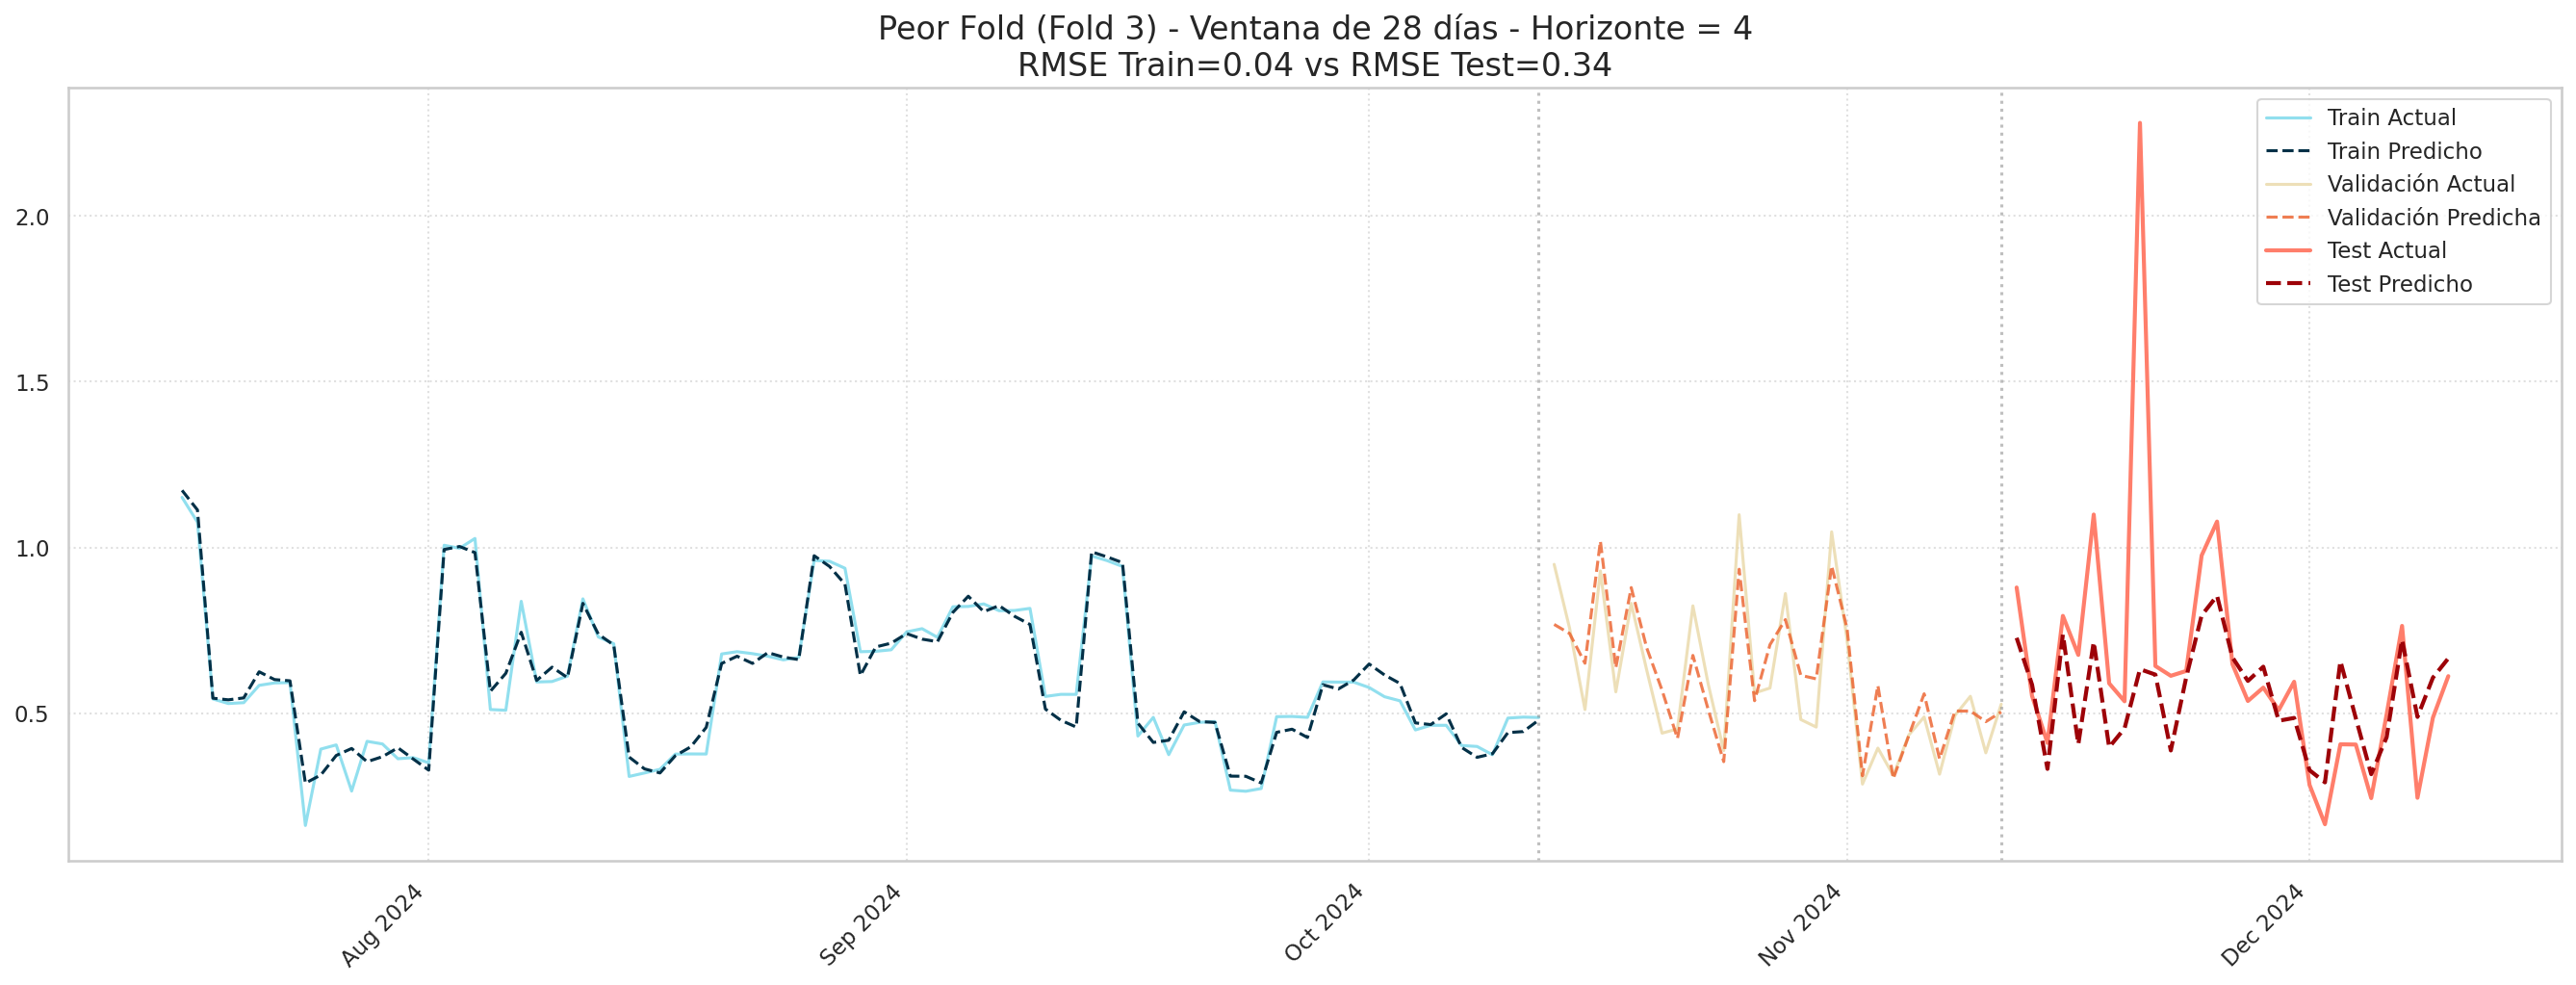 Peor Fold (Fold 3) - Ventana de 28 días - Horizonte = 4
RMSE Train=0.04 vs RMSE Test=0.34
Train Actual
Train Predicho
Validación Actual
Validación Predicha
Test Actual
Test Predicho
2.0
1.5
1.0
0.5
Aug 2024
Sep 2024
Oct 2024
Nov 2024
Dec 2024